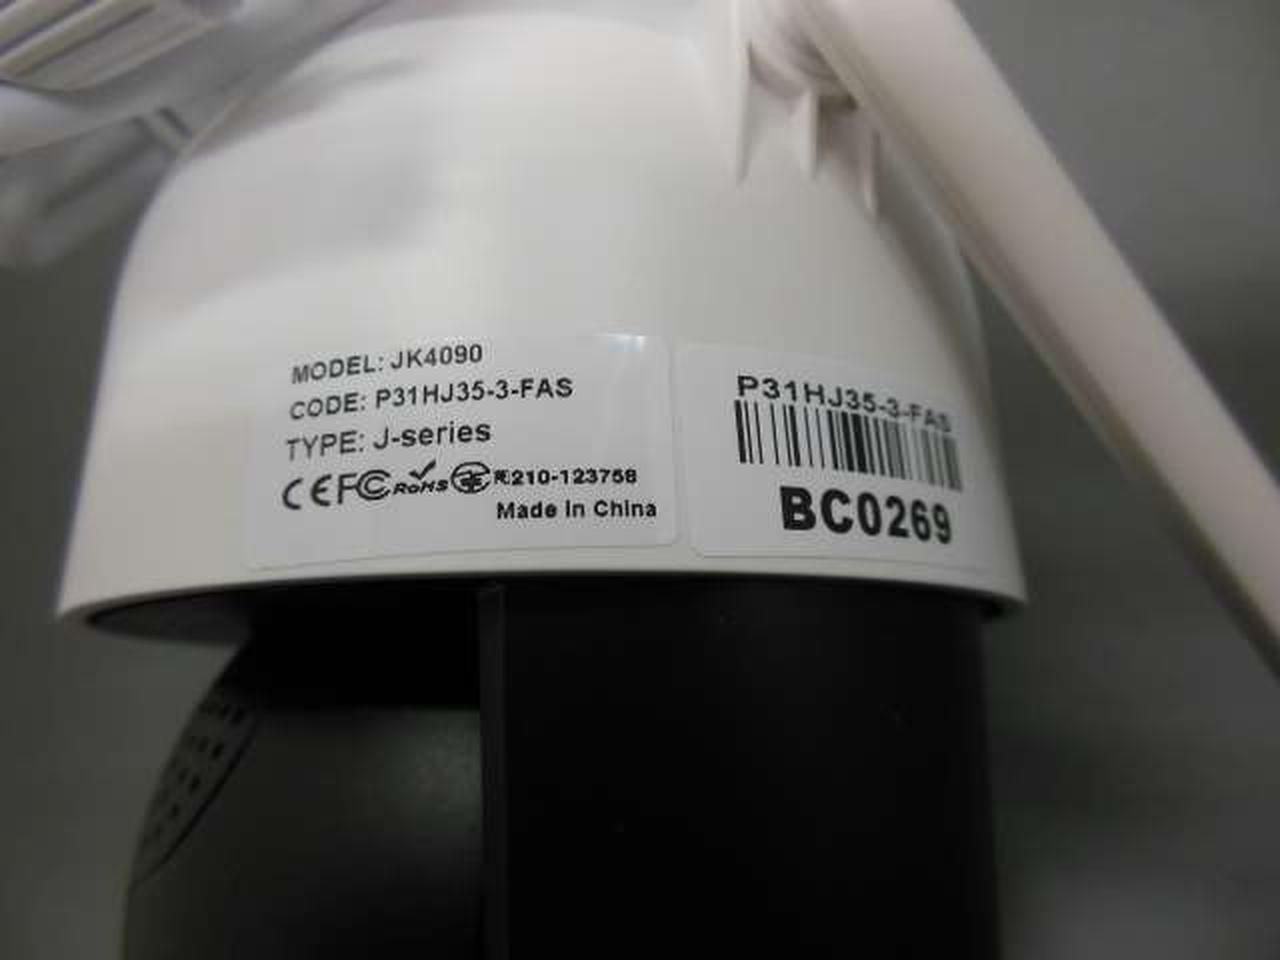 MODEL: JK4090
CODE: P31HJ35-3-FAS
TYPE: J-series
CE FC RoHS R 210-123758
Made in China
P31HJ35-3-FAS
BC0269